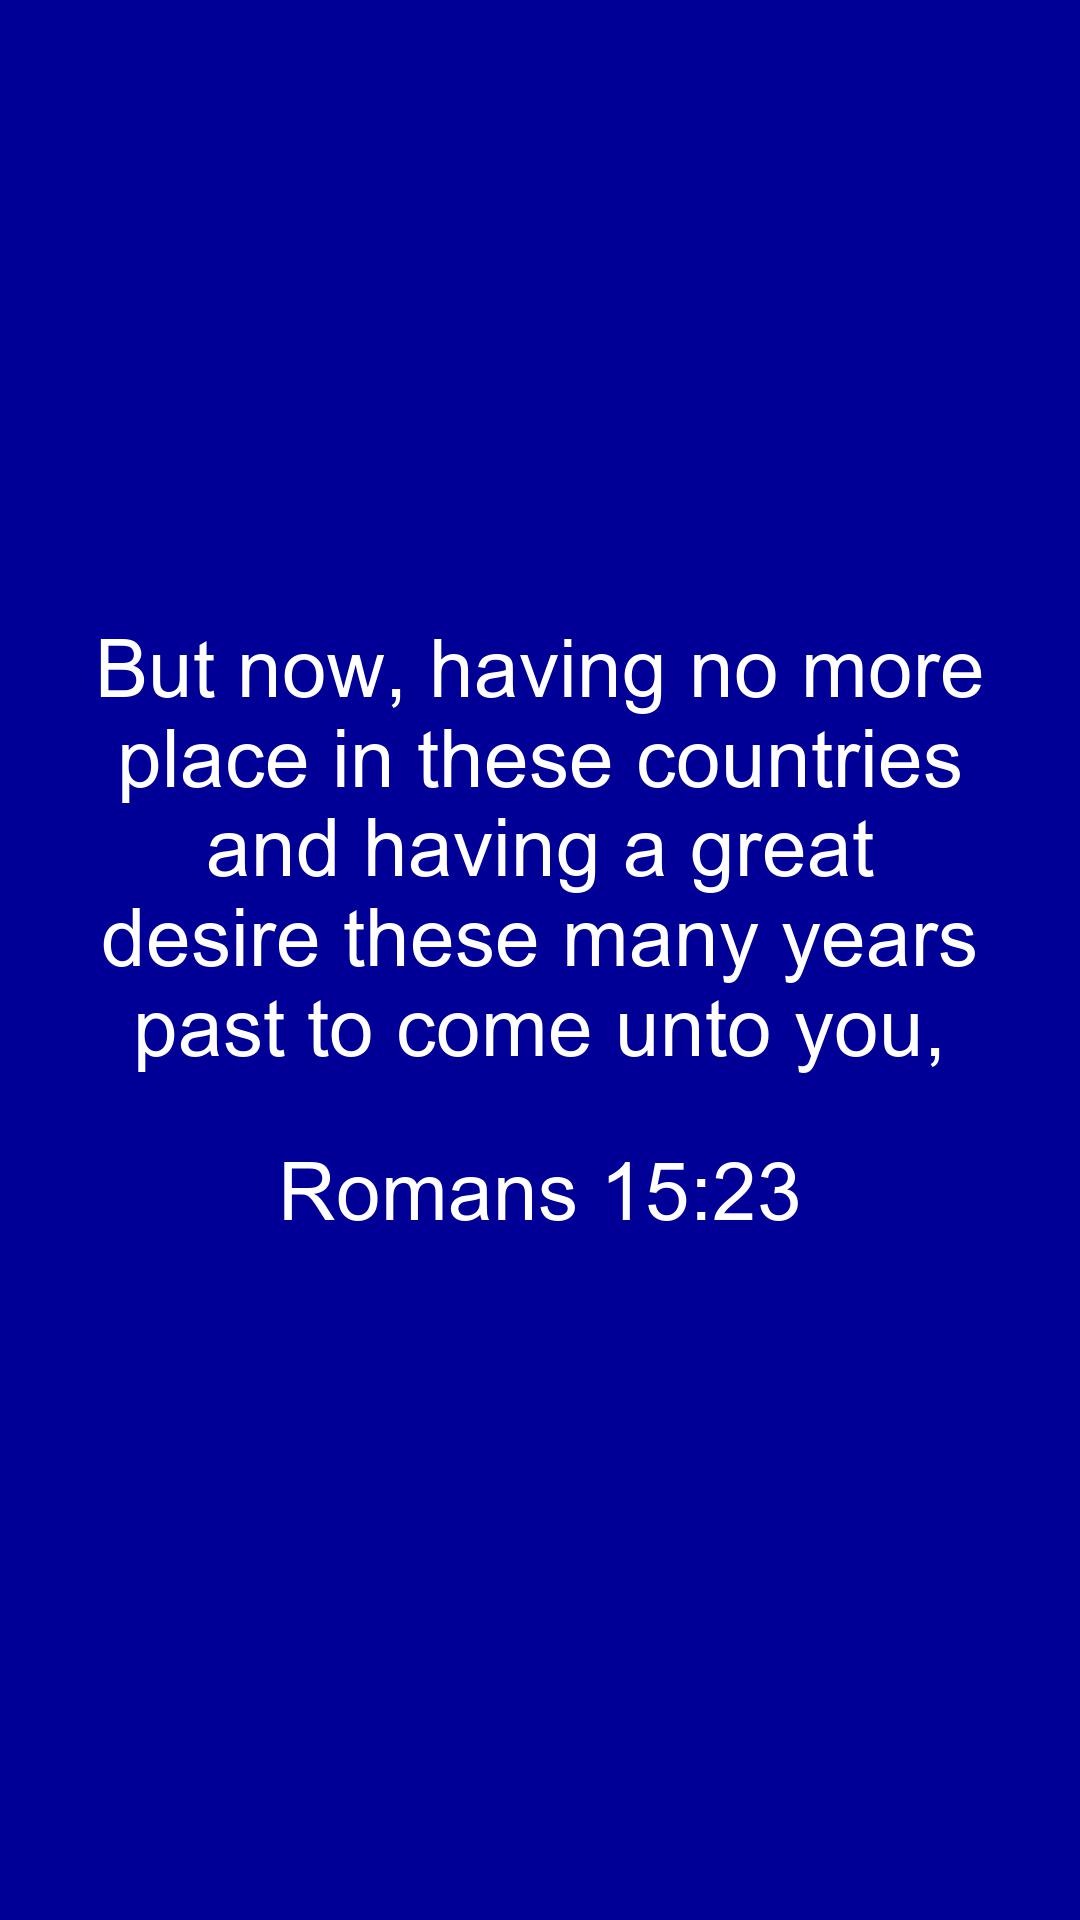 But now, having no more
place in these countries
and having a great
desire these many years
past to come unto you,
Romans 15:23